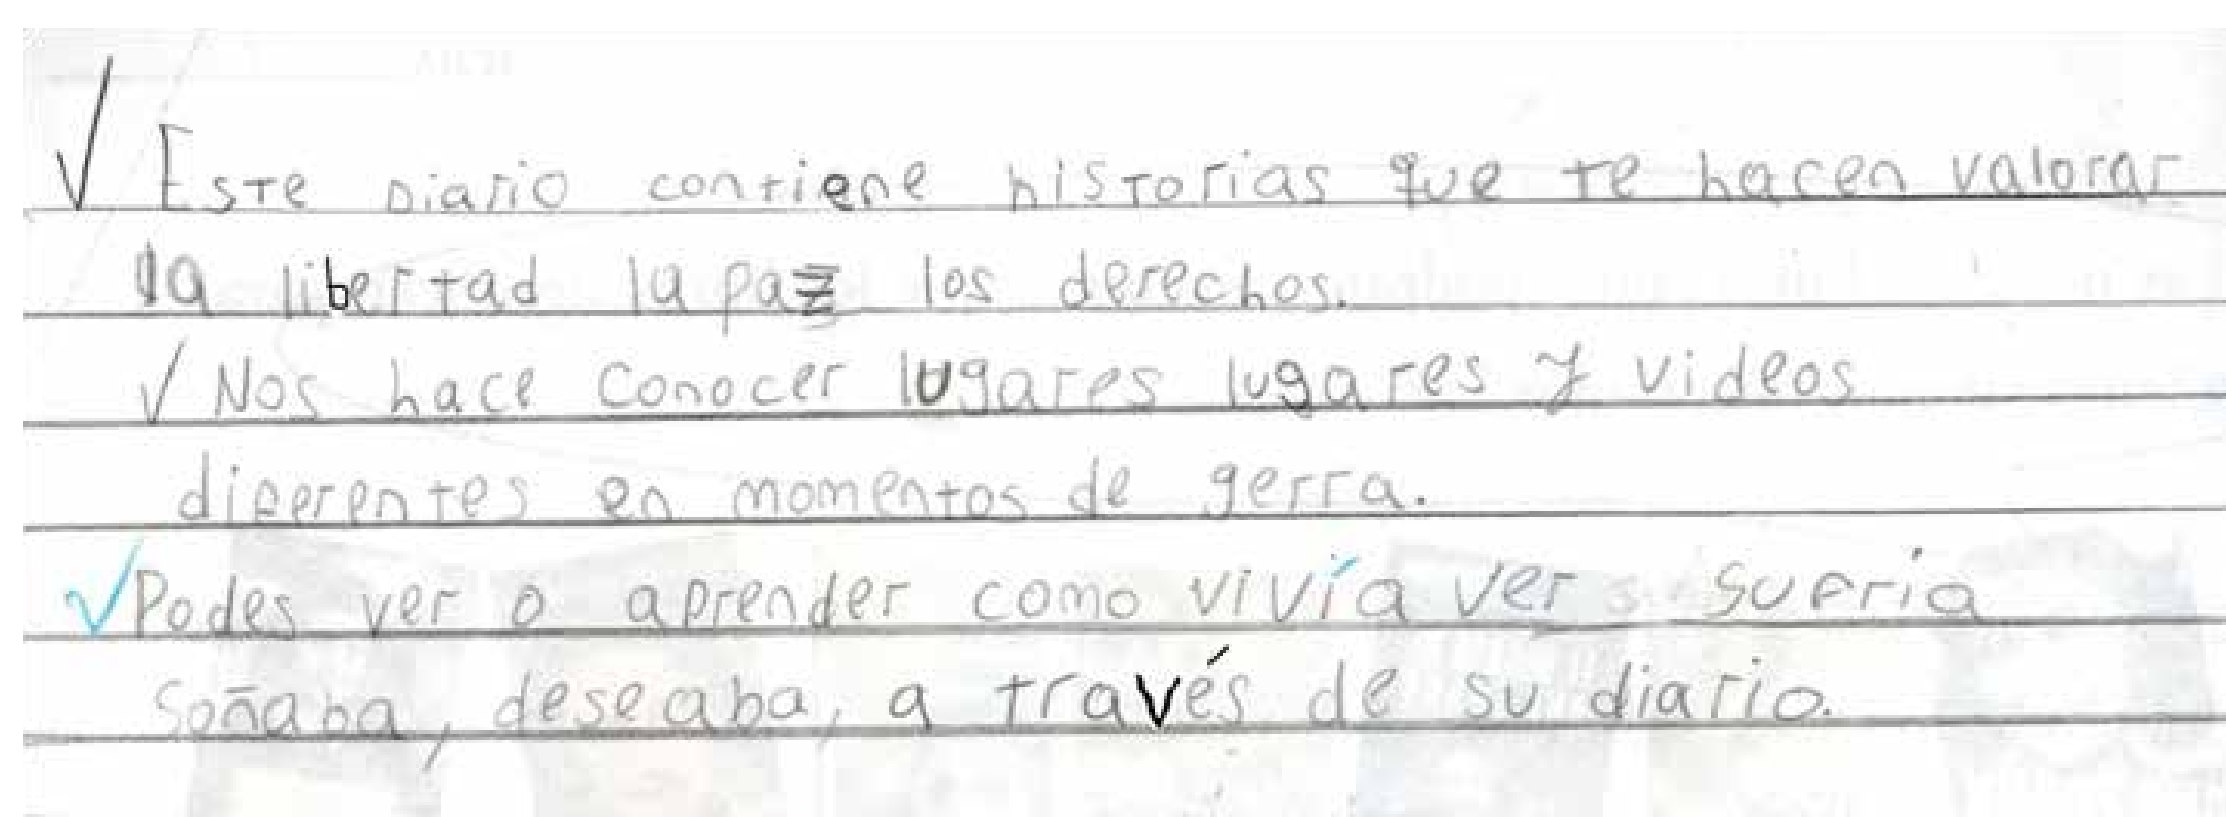 ✓ Este Diario contiene historias que te hacen valorar
la libertad la paz los derechos.
✓ Nos hace conocer lugares lugares y videos
diferentes en momentos de gerra.
✓ Podes ver o aprender como vivía ver sufría
soñaba, deseaba, a través de su diario.